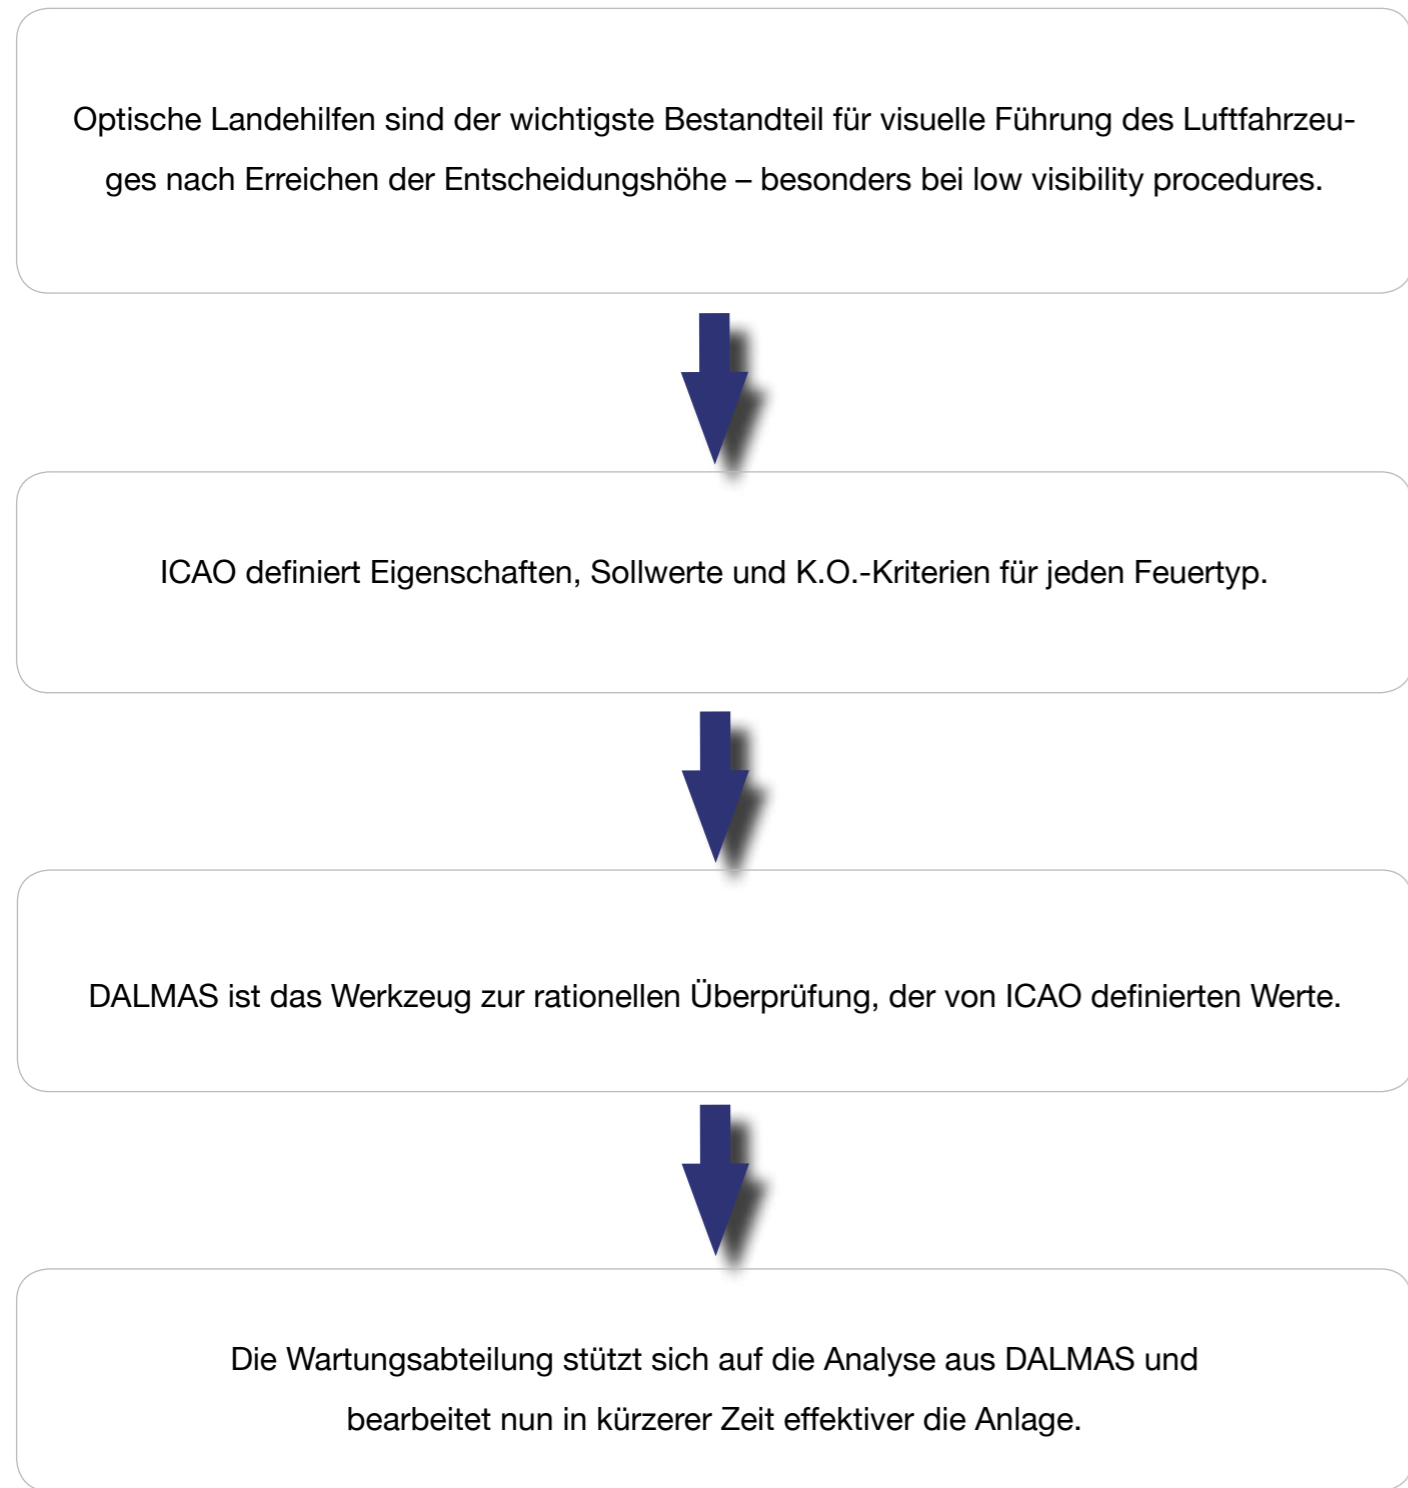 Optische Landehilfen sind der wichtigste Bestandteil für visuelle Führung des Luftfahrzeu-
ges nach Erreichen der Entscheidungshöhe – besonders bei low visibility procedures.
ICAO definiert Eigenschaften, Sollwerte und K.O.-Kriterien für jeden Feuertyp.
DALMAS ist das Werkzeug zur rationellen Überprüfung, der von ICAO definierten Werte.
Die Wartungsabteilung stützt sich auf die Analyse aus DALMAS und
bearbeitet nun in kürzerer Zeit effektiver die Anlage.